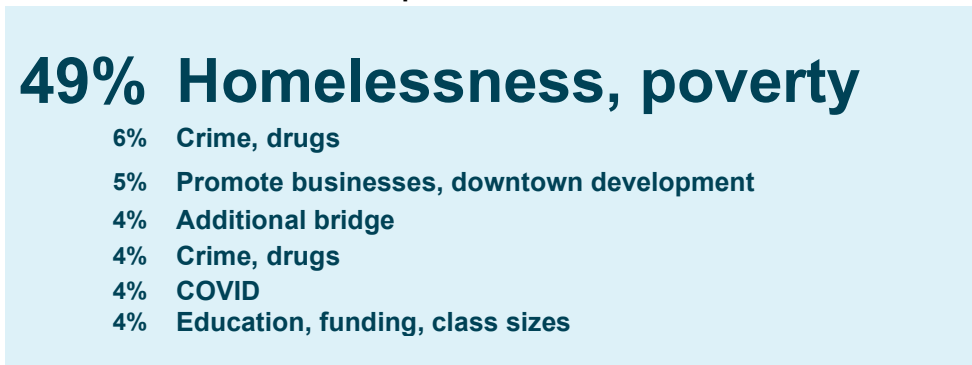 49% Homelessness, poverty
6% Crime, drugs
5% Promote businesses, downtown development
4% Additional bridge
4% Crime, drugs
4% COVID
4% Education, funding, class sizes